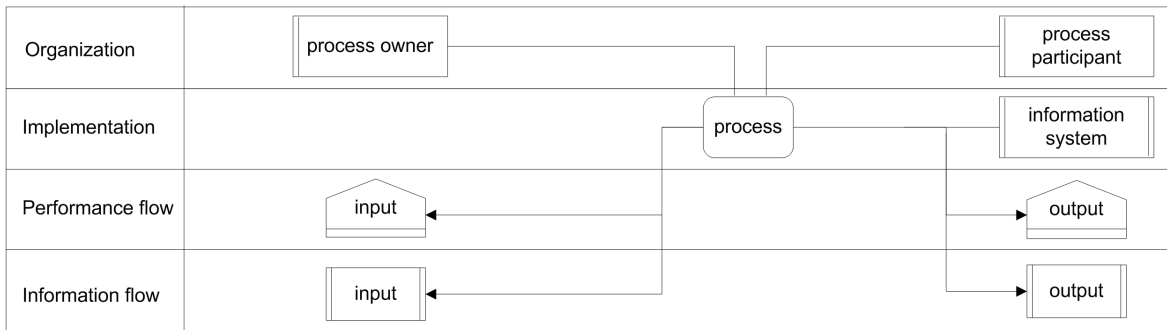 Organization
process owner
process
participant
Implementation
process
information
system
Performance flow
input
output
Information flow
input
output